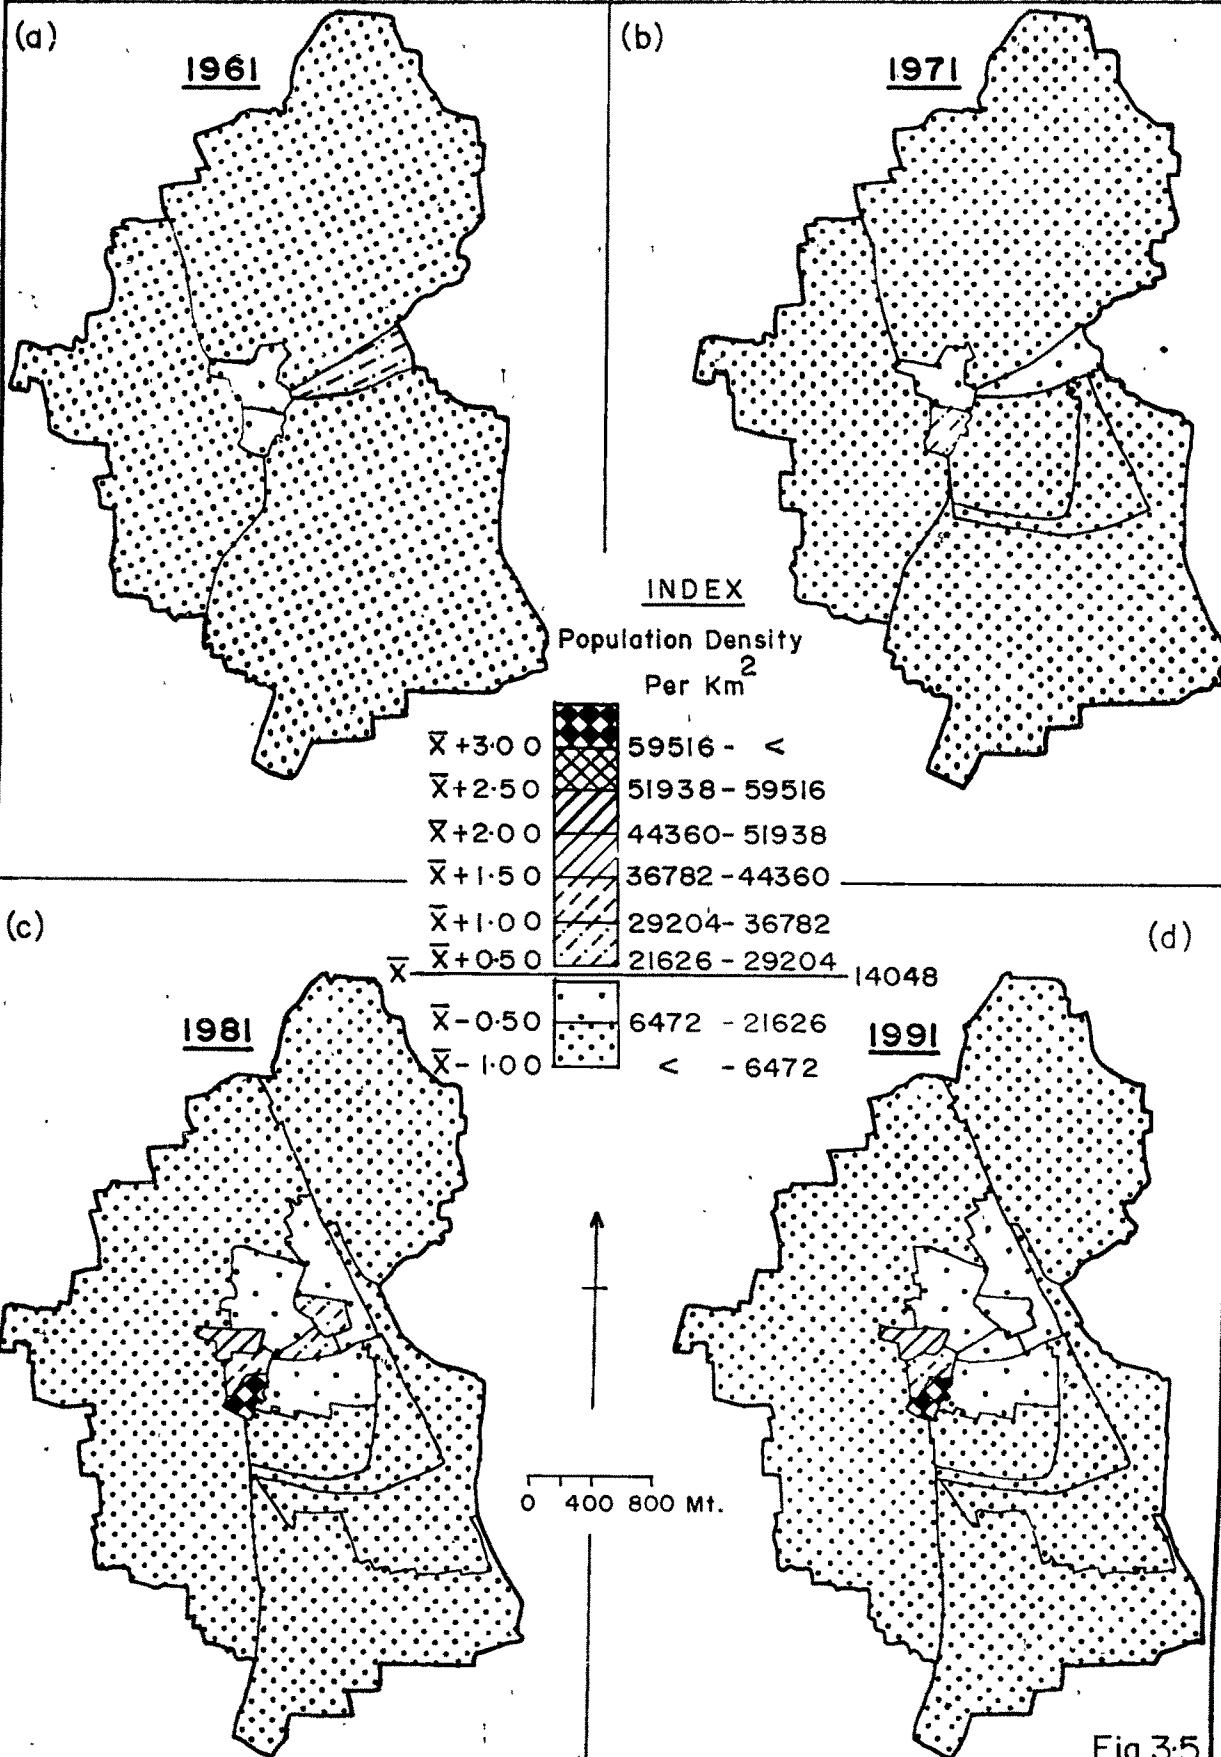 (a)
1961
(b)
1971
INDEX
Population Density
Per Km2
X̄+3·00 59516- <
X̄+2·50 51938-59516
X̄+2·00 44360-51938
X̄+1·50 36782-44360
X̄+1·00 29204-36782
X̄+0·50 21626-29204
X̄ 14048
X̄-0·50 6472 -21626
X̄-1·00 < -6472
(c)
1981
(d)
1991
0 400 800 Mt.
Fig 3·5